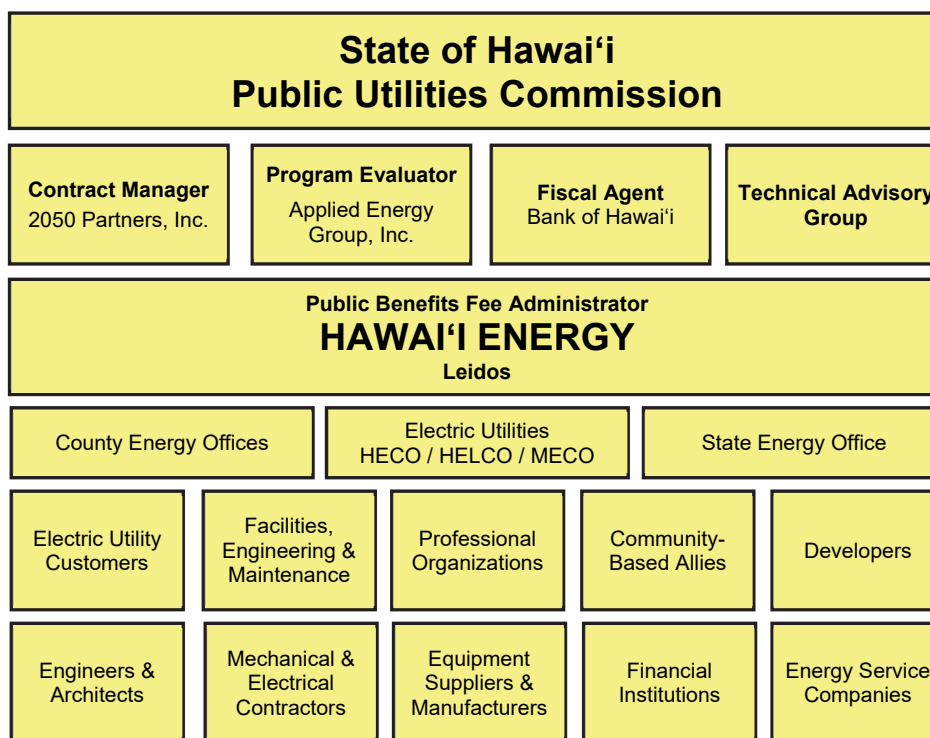 State of Hawai‘i
Public Utilities Commission
Contract Manager
2050 Partners, Inc.
Program Evaluator
Applied Energy
Group, Inc.
Fiscal Agent
Bank of Hawai‘i
Technical Advisory
Group
Public Benefits Fee Administrator
HAWAI‘I ENERGY
Leidos
County Energy Offices
Electric Utilities
HECO / HELCO / MECO
State Energy Office
Electric Utility
Customers
Facilities,
Engineering &
Maintenance
Professional
Organizations
Community-
Based Allies
Developers
Engineers &
Architects
Mechanical &
Electrical
Contractors
Equipment
Suppliers &
Manufacturers
Financial
Institutions
Energy Service
Companies